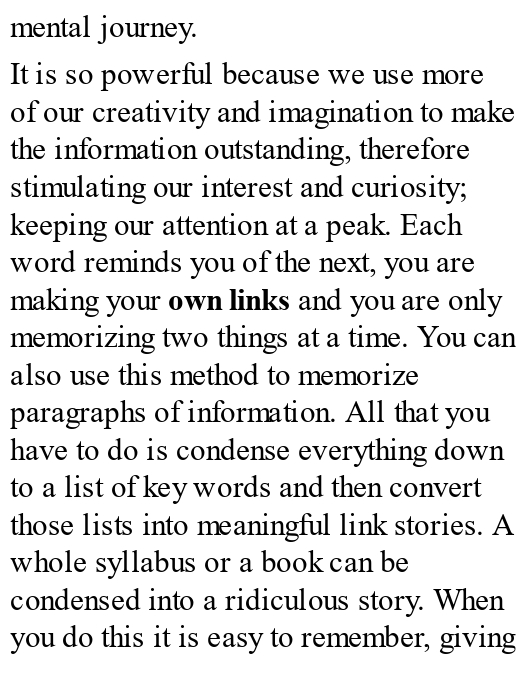 mental journey.
It is so powerful because we use more
of our creativity and imagination to make
the information outstanding, therefore
stimulating our interest and curiosity;
keeping our attention at a peak. Each
word reminds you of the next, you are
making your own links and you are only
memorizing two things at a time. You can
also use this method to memorize
paragraphs of information. All that you
have to do is condense everything down
to a list of key words and then convert
those lists into meaningful link stories. A
whole syllabus or a book can be
condensed into a ridiculous story. When
you do this it is easy to remember, giving